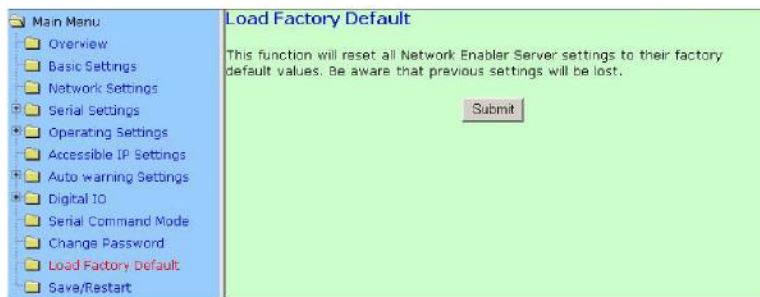 Main Menu
Overview
Basic Settings
Network Settings
Serial Settings
Operating Settings
Accessible IP Settings
Auto warning Settings
Digital IO
Serial Command Mode
Change Password
Load Factory Default
Save/Restart
Load Factory Default
This function will reset all Network Enabler Server settings to their factory
default values. Be aware that previous settings will be lost.
Submit